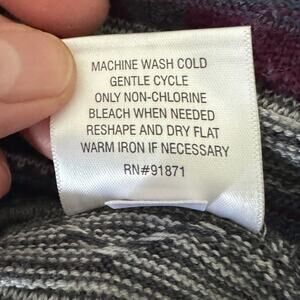 MACHINE WASH COLD
GENTLE CYCLE
ONLY NON-CHLORINE
BLEACH WHEN NEEDED
RESHAPE AND DRY FLAT
WARM IRON IF NECESSARY
RN#91871